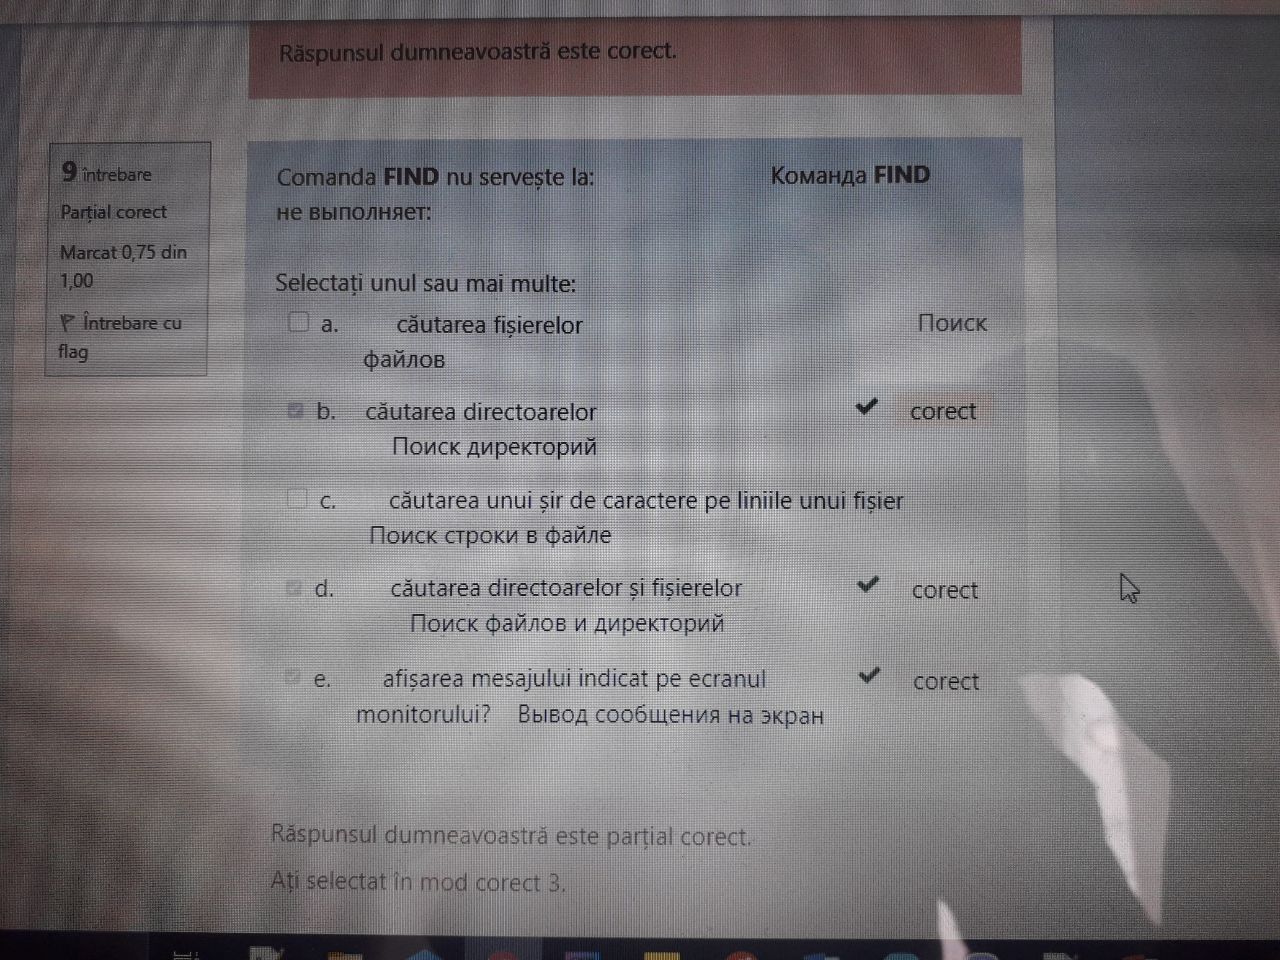 Răspunsul dumneavoastră este corect.
9 întrebare
Parțial corect
Marcat 0,75 din
1,00
Întrebare cu
flag
Comanda FIND nu servește la: Команда FIND
не выполняет:
Selectați unul sau mai multe:
a. căutarea fișierelor Поиск
файлов
b. căutarea directoarelor corect
Поиск директорий
c. căutarea unui șir de caractere pe liniile unui fișier
Поиск строки в файле
d. căutarea directoarelor și fișierelor corect
Поиск файлов и директорий
e. afișarea mesajului indicat pe ecranul corect
monitorului? Вывод сообщения на экран
Răspunsul dumneavoastră este parțial corect.
Ați selectat în mod corect 3.